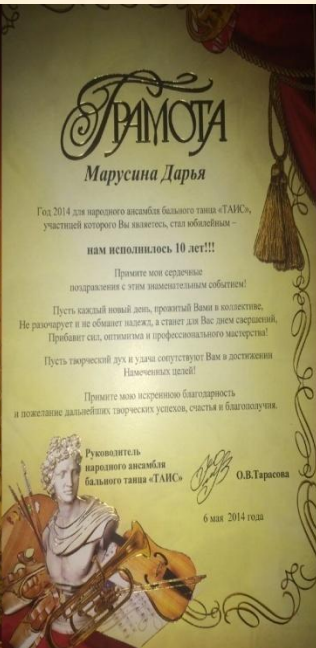 ГРАМОТА
Марусина Дарья
Год 2014 для народного ансамбля бального танца «ТАИС»,
участницей которого Вы являетесь, стал юбилейным –
нам исполнилось 10 лет!!!
Примите мои сердечные
поздравления с этим знаменательным событием!
Пусть каждый новый день, прожитый Вами в коллективе,
Не разочарует и не обманет надежд, а станет для Вас днем свершений,
Прибавит сил, оптимизма и профессионального мастерства!
Пусть творческий дух и удача сопутствуют Вам в достижении
Намеченных целей!
Примите мою искреннюю благодарность
и пожелание дальнейших творческих успехов, счастья и благополучия.
Руководитель
народного ансамбля
бального танца «ТАИС» О.В.Тарасова
6 мая 2014 года